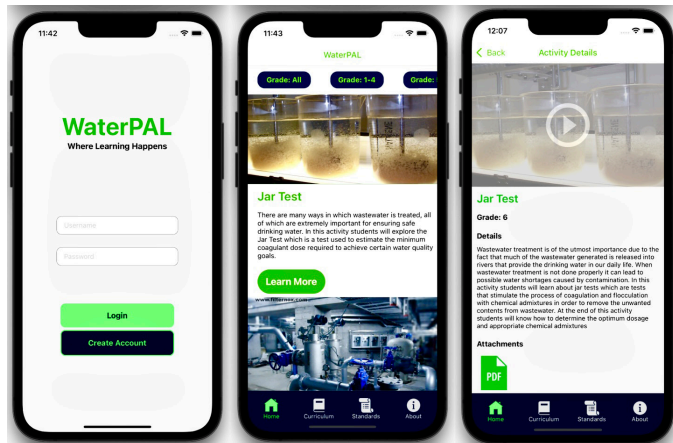 11:42
WaterPAL
Where Learning Happens
Username
Password
Login
Create Account
11:43
WaterPAL
Grade: All
Grade: 1-4
Grade:
Jar Test
There are many ways in which wastewater is treated, all
of which are extremely important for ensuring safe
drinking water. In this activity students will explore the
Jar Test which is a test used to estimate the minimum
coagulant dose required to achieve certain water quality
goals.
Learn More
Home
Curriculum
Standards
About
12:07
Back
Activity Details
Jar Test
Grade: 6
Details
Wastewater treatment is of the utmost importance due to the
fact that much of the wastewater generated is released into
rivers that provide the drinking water in our daily life. When
wastewater treatment is not done properly it can lead to
possible water shortages caused by contamination. In this
activity students will learn about jar tests which are tests
that stimulate the process of coagulation and flocculation
with chemical admixtures in order to remove the unwanted
contents from wastewater. At the end of this activity
students will know how to determine the optimum dosage
and appropriate chemical admixtures
Attachments
PDF
Home
Curriculum
Standards
About